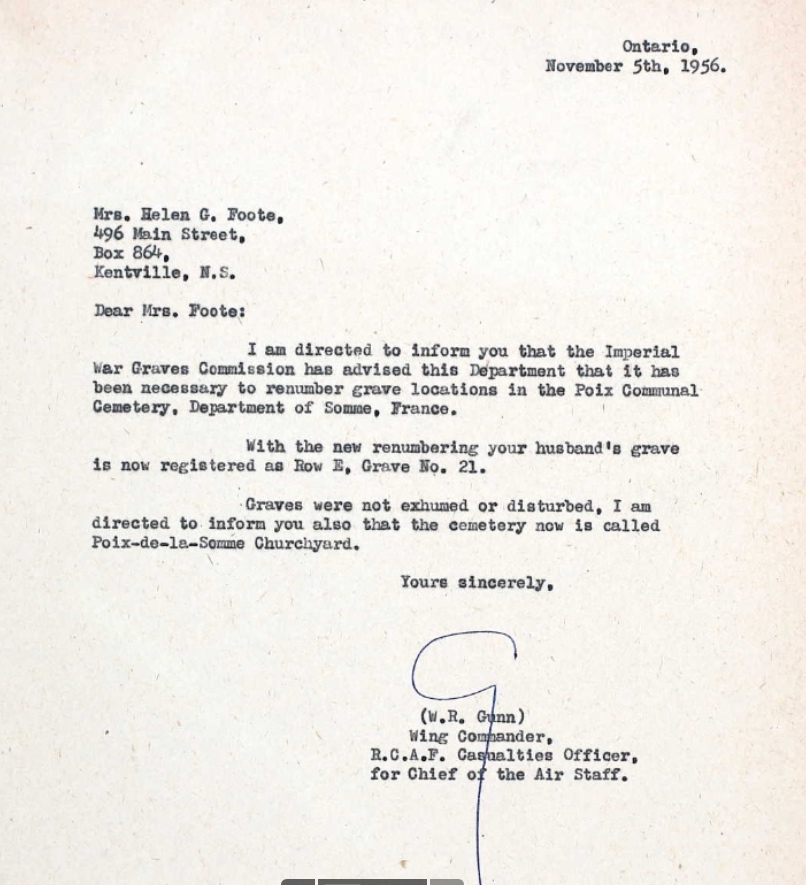 Ontario,
November 5th, 1956.
Mrs. Helen G. Foote,
496 Main Street,
Box 864,
Kentville, N.S.
Dear Mrs. Foote:
I am directed to inform you that the Imperial
War Graves Commission has advised this Department that it has
been necessary to renumber grave locations in the Poix Communal
Cemetery, Department of Somme, France.
With the new renumbering your husband's grave
is now registered as Row E, Grave No. 21.
Graves were not exhumed or disturbed, I am
directed to inform you also that the cemetery now is called
Poix-de-la-Somme Churchyard.
Yours sincerely,
(W.R. Gunn)
Wing Commander,
R.C.A.F. Casualties Officer,
for Chief of the Air Staff.